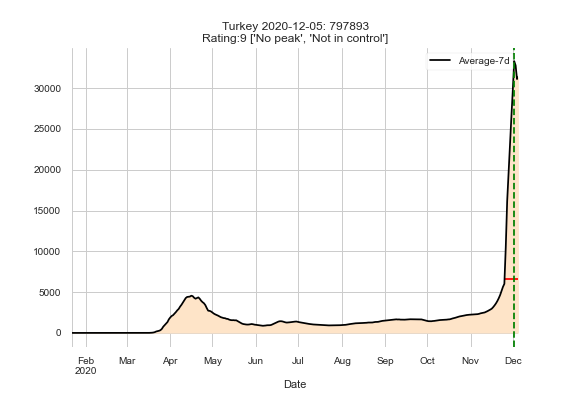 Turkey 2020-12-05: 797893
Rating:9 ['No peak', 'Not in control']
Average-7d
30000
25000
20000
15000
10000
5000
0
Feb Mar Apr May Jun Jul Aug Sep Oct Nov Dec
2020
Date